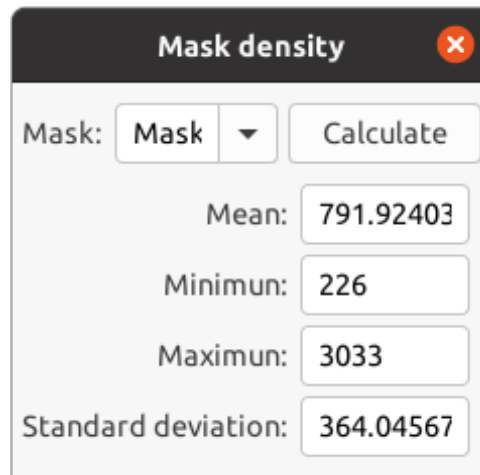 Mask density
Mask: Mask Calculate
Mean: 791.92403
Minimun: 226
Maximun: 3033
Standard deviation: 364.04567